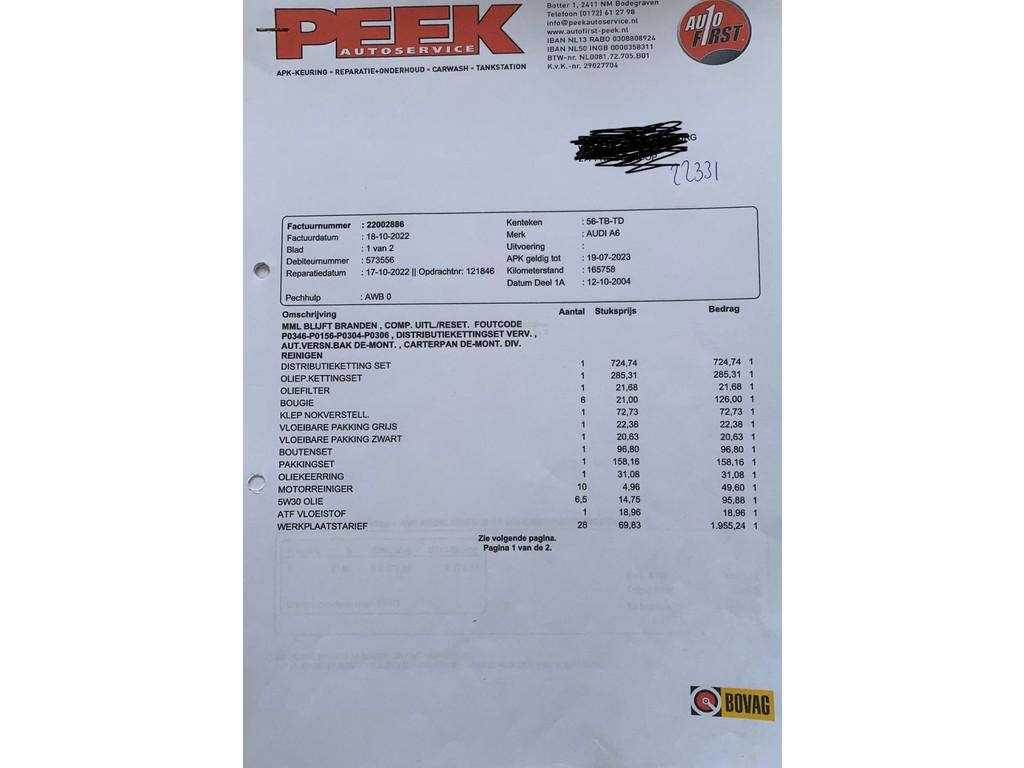 PEEK
AUTOSERVICE
APK-KEURING • REPARATIE+ONDERHOUD • CARWASH • TANKSTATION
Botter 1, 2411 NM Bodegraven
Telefoon (0172) 61 27 98
info@peekautoservice.nl
www.autofirst-peek.nl
IBAN NL13 RABO 0308808924
IBAN NL50 INGB 0000358311
BTW-nr. NL0081.72.705.B01
K.v.K.-nr. 29027704
AUTO
FIRST
22331
Factuurnummer : 22002886
Factuurdatum : 18-10-2022
Blad : 1 van 2
Debiteurnummer : 573556
Reparatiedatum : 17-10-2022 || Opdrachtnr: 121846
Pechhulp : AWB 0
Kenteken : 56-TB-TD
Merk : AUDI A6
Uitvoering :
APK geldig tot : 19-07-2023
Kilometerstand : 165758
Datum Deel 1A : 12-10-2004
Omschrijving Aantal Stuksprijs Bedrag
MML BLIJFT BRANDEN , COMP. UITL./RESET. FOUTCODE
P0346-P0156-P0304-P0306 , DISTRIBUTIEKETTINGSET VERV. ,
AUT.VERSN.BAK DE-MONT. , CARTERPAN DE-MONT. DIV.
REINIGEN
DISTRIBUTIEKETTING SET 1 724,74 724,74 1
OLIEP.KETTINGSET 1 285,31 285,31 1
OLIEFILTER 1 21,68 21,68 1
BOUGIE 6 21,00 126,00 1
KLEP NOKVERSTELL. 1 72,73 72,73 1
VLOEIBARE PAKKING GRIJS 1 22,38 22,38 1
VLOEIBARE PAKKING ZWART 1 20,63 20,63 1
BOUTENSET 1 96,80 96,80 1
PAKKINGSET 1 158,16 158,16 1
OLIEKEERRING 1 31,08 31,08 1
MOTORREINIGER 10 4,96 49,60 1
5W30 OLIE 6,5 14,75 95,88 1
ATF VLOEISTOF 1 18,96 18,96 1
WERKPLAATSTARIEF 28 69,83 1.955,24 1
Zie volgende pagina.
Pagina 1 van de 2.
BOVAG